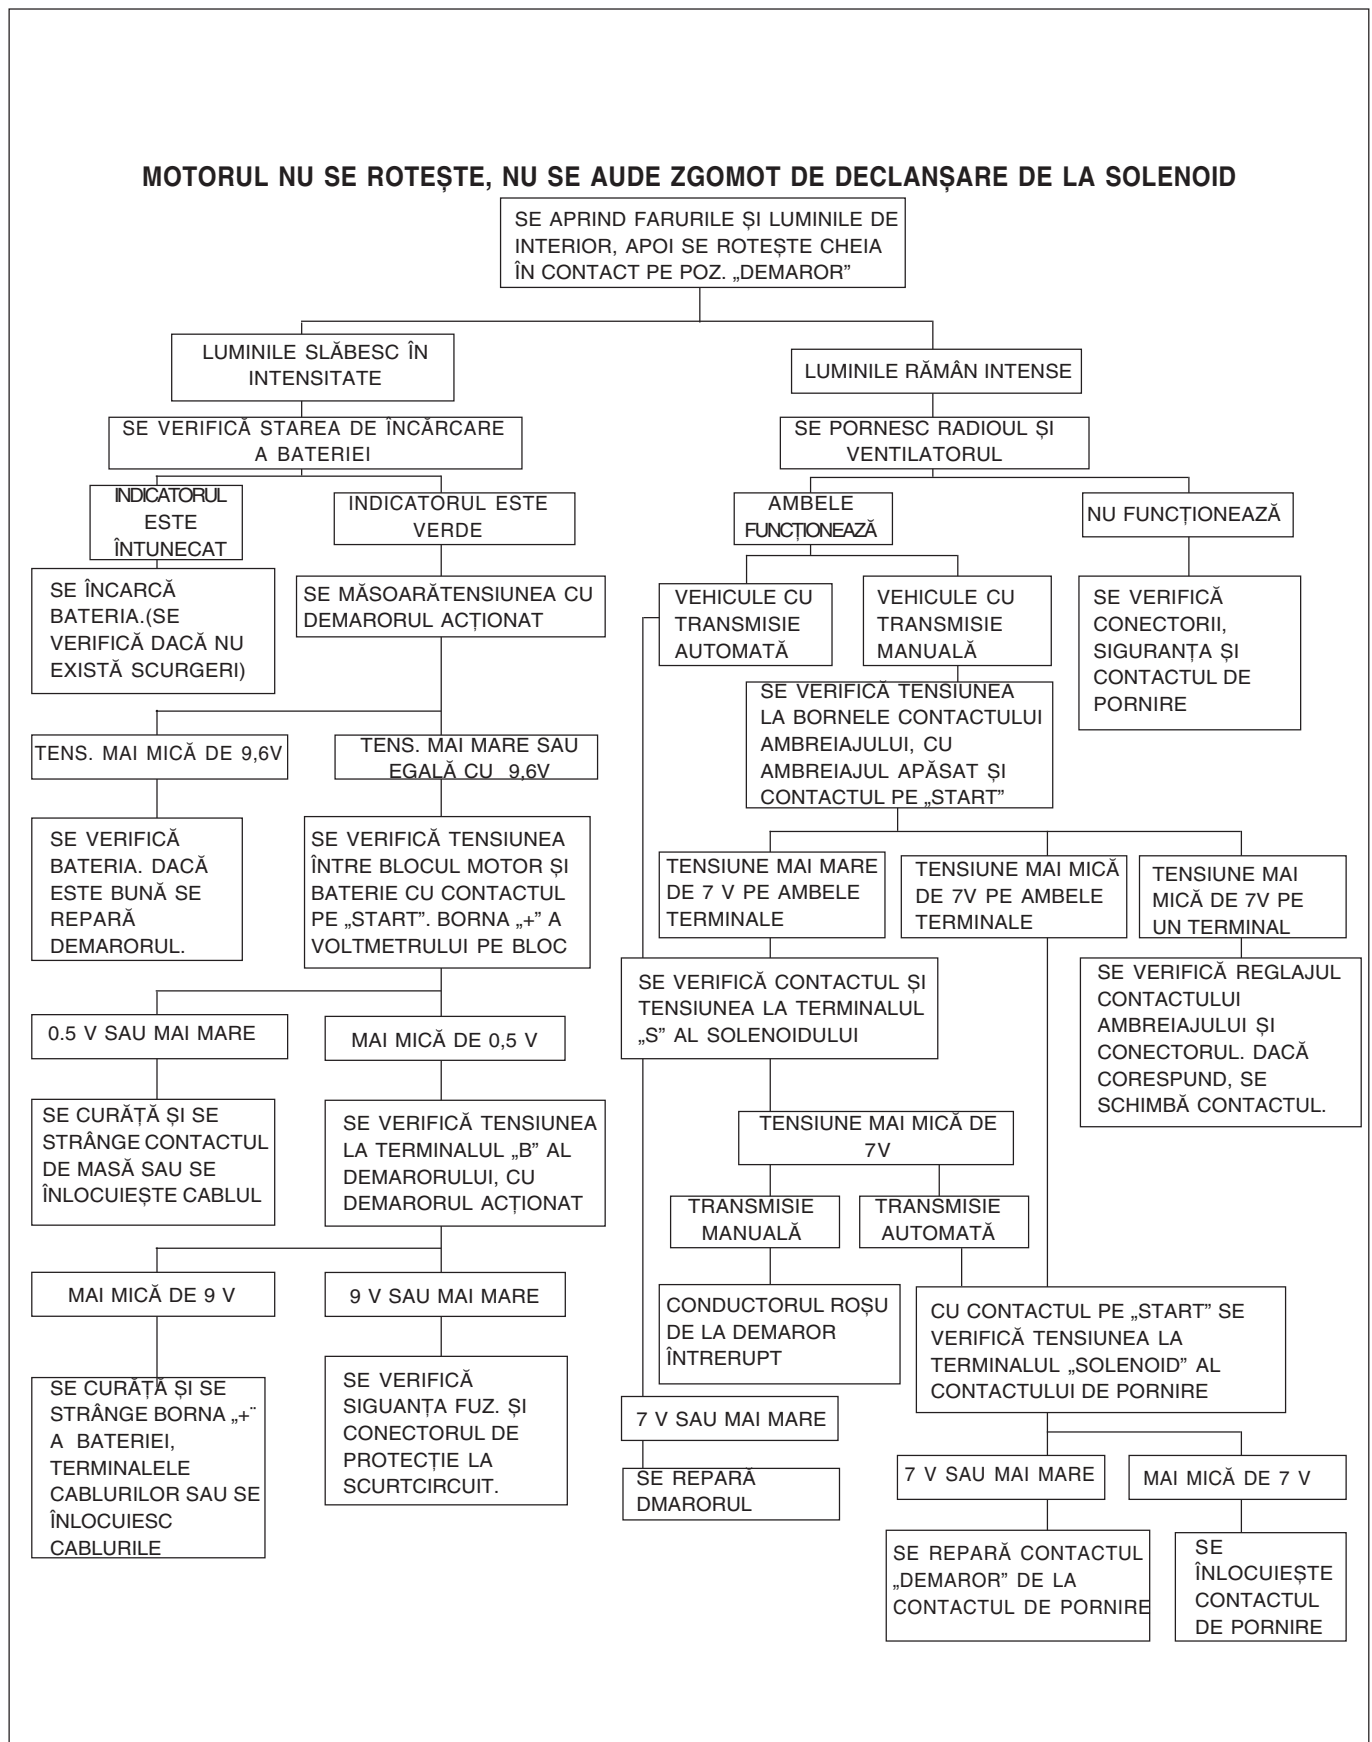 MOTORUL NU SE ROTEȘTE, NU SE AUDE ZGOMOT DE DECLANȘARE DE LA SOLENOID
SE APRIND FARURILE ȘI LUMINILE DE
INTERIOR, APOI SE ROTEȘTE CHEIA
ÎN CONTACT PE POZ. „DEMAROR”
LUMINILE SLĂBESC ÎN
INTENSITATE
LUMINILE RĂMÂN INTENSE
SE VERIFICĂ STAREA DE ÎNCĂRCARE
A BATERIEI
SE PORNESC RADIOUL ȘI
VENTILATORUL
INDICATORUL
ESTE
ÎNTUNECAT
INDICATORUL ESTE
VERDE
AMBELE
FUNCȚIONEAZĂ
NU FUNCȚIONEAZĂ
SE ÎNCARCĂ
BATERIA.(SE
VERIFICĂ DACĂ NU
EXISTĂ SCURGERI)
SE MĂSOARĂTENSIUNEA CU
DEMARORUL ACȚIONAT
VEHICULE CU
TRANSMISIE
AUTOMATĂ
VEHICULE CU
TRANSMISIE
MANUALĂ
SE VERIFICĂ
CONECTORII,
SIGURANȚA ȘI
CONTACTUL DE
PORNIRE
SE VERIFICĂ TENSIUNEA
LA BORNELE CONTACTULUI
AMBREIAJULUI, CU
AMBREIAJUL APĂSAT ȘI
CONTACTUL PE „START”
TENS. MAI MICĂ DE 9,6V
TENS. MAI MARE SAU
EGALĂ CU 9,6V
SE VERIFICĂ
BATERIA. DACĂ
ESTE BUNĂ SE
REPARĂ
DEMARORUL.
SE VERIFICĂ TENSIUNEA
ÎNTRE BLOCUL MOTOR ȘI
BATERIE CU CONTACTUL
PE „START”. BORNA „+” A
VOLTMETRULUI PE BLOC
TENSIUNE MAI MARE
DE 7 V PE AMBELE
TERMINALE
TENSIUNE MAI MICĂ
DE 7V PE AMBELE
TERMINALE
TENSIUNE MAI
MICĂ DE 7V PE
UN TERMINAL
SE VERIFICĂ CONTACTUL ȘI
TENSIUNEA LA TERMINALUL
„S” AL SOLENOIDULUI
SE VERIFICĂ REGLAJUL
CONTACTULUI
AMBREIAJULUI ȘI
CONECTORUL. DACĂ
CORESPUND, SE
SCHIMBĂ CONTACTUL.
0.5 V SAU MAI MARE
MAI MICĂ DE 0,5 V
SE CURĂȚĂ ȘI SE
STRÂNGE CONTACTUL
DE MASĂ SAU SE
ÎNLOCUIEȘTE CABLUL
SE VERIFICĂ TENSIUNEA
LA TERMINALUL „B” AL
DEMARORULUI, CU
DEMARORUL ACȚIONAT
TENSIUNE MAI MICĂ DE
7V
TRANSMISIE
MANUALĂ
TRANSMISIE
AUTOMATĂ
MAI MICĂ DE 9 V
9 V SAU MAI MARE
CONDUCTORUL ROȘU
DE LA DEMAROR
ÎNTRERUPT
CU CONTACTUL PE „START” SE
VERIFICĂ TENSIUNEA LA
TERMINALUL „SOLENOID” AL
CONTACTULUI DE PORNIRE
SE CURĂȚĂ ȘI SE
STRÂNGE BORNA „+¨
A BATERIEI,
TERMINALELE
CABLURILOR SAU SE
ÎNLOCUIESC
CABLURILE
SE VERIFICĂ
SIGUANȚA FUZ. ȘI
CONECTORUL DE
PROTECȚIE LA
SCURTCIRCUIT.
7 V SAU MAI MARE
SE REPARĂ
DMARORUL
7 V SAU MAI MARE
MAI MICĂ DE 7 V
SE REPARĂ CONTACTUL
„DEMAROR” DE LA
CONTACTUL DE PORNIRE
SE
ÎNLOCUIEȘTE
CONTACTUL
DE PORNIRE